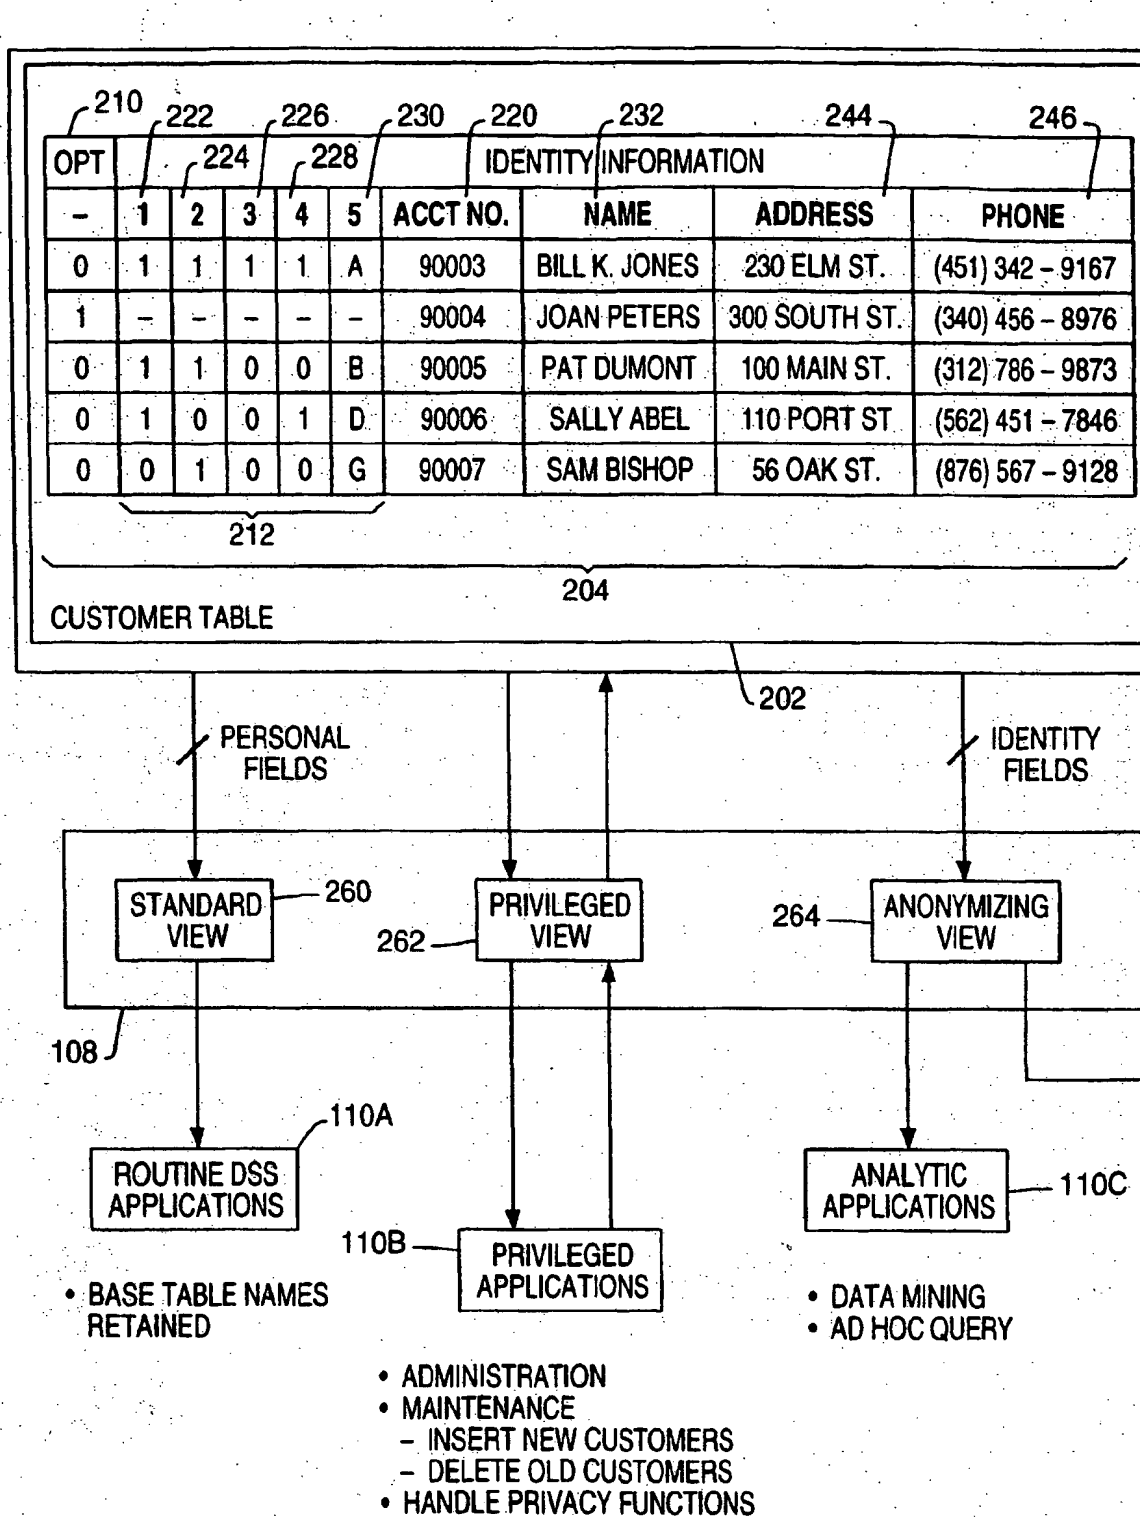 210 222 226 230 220 232 244 246
OPT 224 228 IDENTITY INFORMATION
– 1 2 3 4 5 ACCT NO. NAME ADDRESS PHONE
0 1 1 1 1 A 90003 BILL K. JONES 230 ELM ST. (451) 342 – 9167
1 – – – – – 90004 JOAN PETERS 300 SOUTH ST. (340) 456 – 8976
0 1 1 0 0 B 90005 PAT DUMONT 100 MAIN ST. (312) 786 – 9873
0 1 0 0 1 D 90006 SALLY ABEL 110 PORT ST (562) 451 – 7846
0 0 1 0 0 G 90007 SAM BISHOP 56 OAK ST. (876) 567 – 9128
212
204
CUSTOMER TABLE
202
PERSONAL
FIELDS
IDENTITY
FIELDS
STANDARD
VIEW
260
PRIVILEGED
VIEW
262
ANONYMIZING
VIEW
264
108
110A
ROUTINE DSS
APPLICATIONS
• BASE TABLE NAMES
RETAINED
110B
PRIVILEGED
APPLICATIONS
• ADMINISTRATION
• MAINTENANCE
– INSERT NEW CUSTOMERS
– DELETE OLD CUSTOMERS
• HANDLE PRIVACY FUNCTIONS
ANALYTIC
APPLICATIONS
110C
• DATA MINING
• AD HOC QUERY